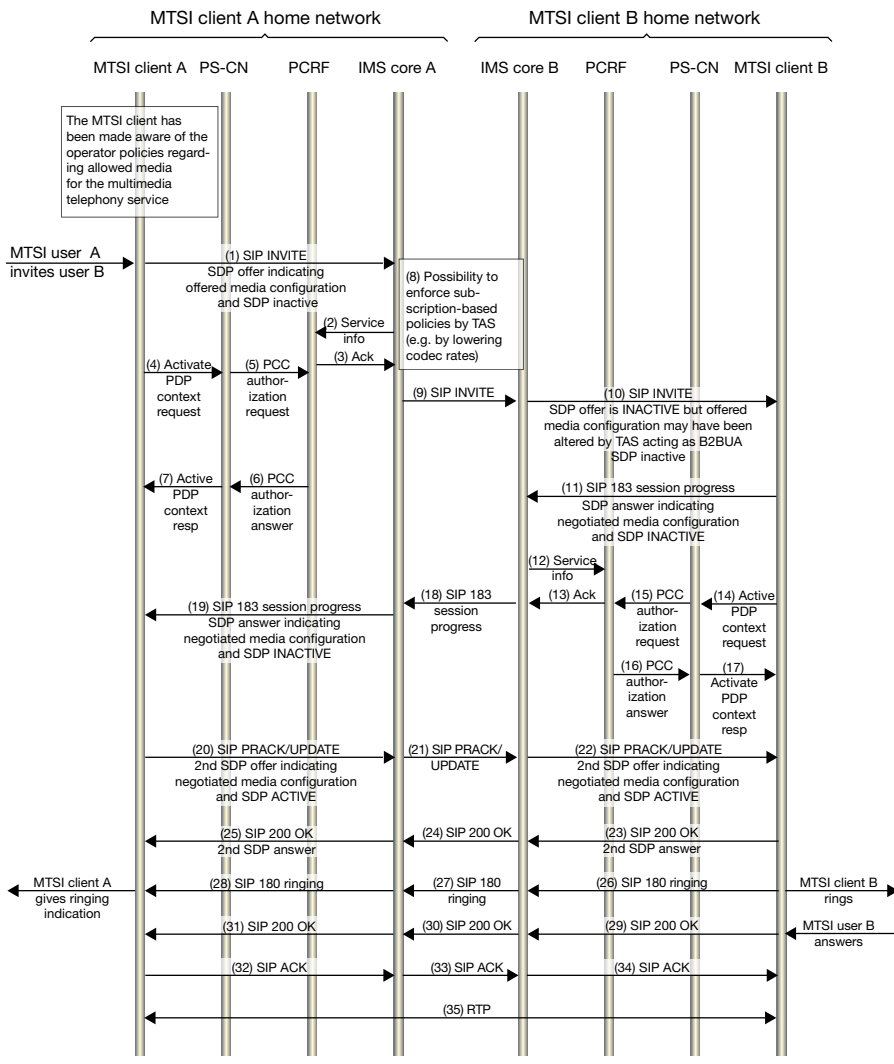 MTSI client A home network
MTSI client B home network
MTSI client A
PS-CN
PCRF
IMS core A
IMS core B
PCRF
PS-CN
MTSI client B
The MTSI client has
been made aware of the
operator policies regard-
ing allowed media
for the multimedia
telephony service
MTSI user A
invites user B
(1) SIP INVITE
SDP offer indicating
offered media configuration
and SDP inactive
(8) Possibility to
enforce sub-
scription-based
policies by TAS
(e.g. by lowering
codec rates)
(2) Service
info
(3) Ack
(4) Activate
PDP
context
request
(5) PCC
author-
ization
request
(9) SIP INVITE
(10) SIP INVITE
SDP offer is INACTIVE but offered
media configuration may have been
altered by TAS acting as B2BUA
SDP inactive
(7) Active
PDP
context
resp
(6) PCC
author-
ization
answer
(11) SIP 183 session progress
SDP answer indicating
negotiated media configuration
and SDP INACTIVE
(12) Service
info
(13) Ack
(15) PCC
author-
ization
request
(14) Active
PDP
context
request
(18) SIP 183
session
progress
(19) SIP 183 session progress
SDP answer indicating
negotiated media configuration
and SDP INACTIVE
(16) PCC
author-
ization
answer
(17)
Activate
PDP
context
resp
(20) SIP PRACK/UPDATE
2nd SDP offer indicating
negotiated media configuration
and SDP ACTIVE
(21) SIP PRACK/
UPDATE
(22) SIP PRACK/UPDATE
2nd SDP offer indicating
negotiated media configuration
and SDP ACTIVE
(25) SIP 200 OK
2nd SDP answer
(24) SIP 200 OK
(23) SIP 200 OK
2nd SDP answer
MTSI client A
gives ringing
indication
(28) SIP 180 ringing
(27) SIP 180
ringing
(26) SIP 180 ringing
MTSI client B
rings
(31) SIP 200 OK
(30) SIP 200 OK
(29) SIP 200 OK
MTSI user B
answers
(32) SIP ACK
(33) SIP ACK
(34) SIP ACK
(35) RTP